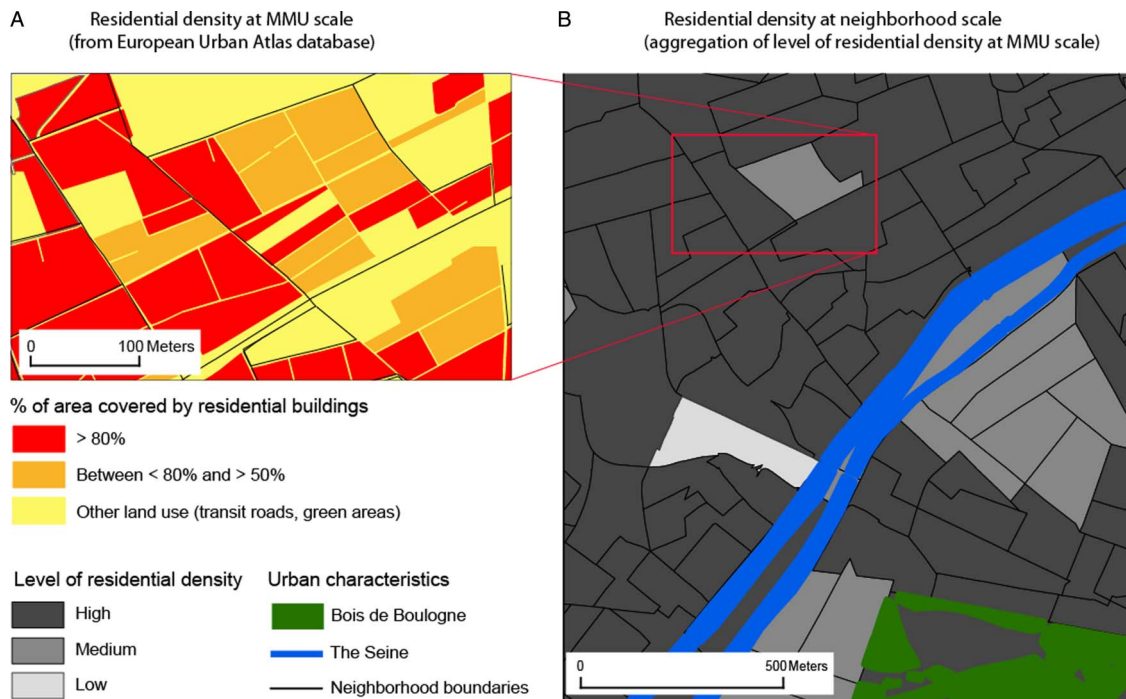 A
Residential density at MMU scale
(from European Urban Atlas database)
B
Residential density at neighborhood scale
(aggregation of level of residential density at MMU scale)
0 100 Meters
% of area covered by residential buildings
> 80%
Between < 80% and > 50%
Other land use (transit roads, green areas)
Level of residential density
High
Medium
Low
Urban characteristics
Bois de Boulogne
The Seine
Neighborhood boundaries
0 500 Meters